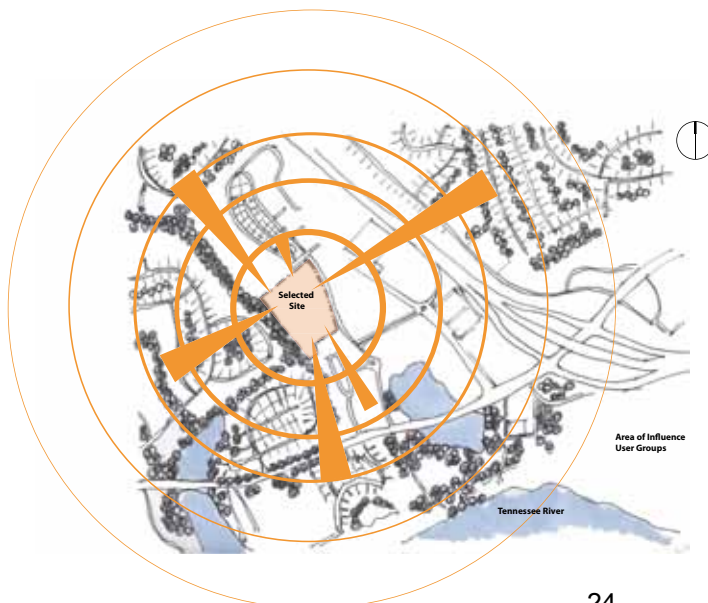 Selected
Site
Area of Influence
User Groups
Tennessee River
24